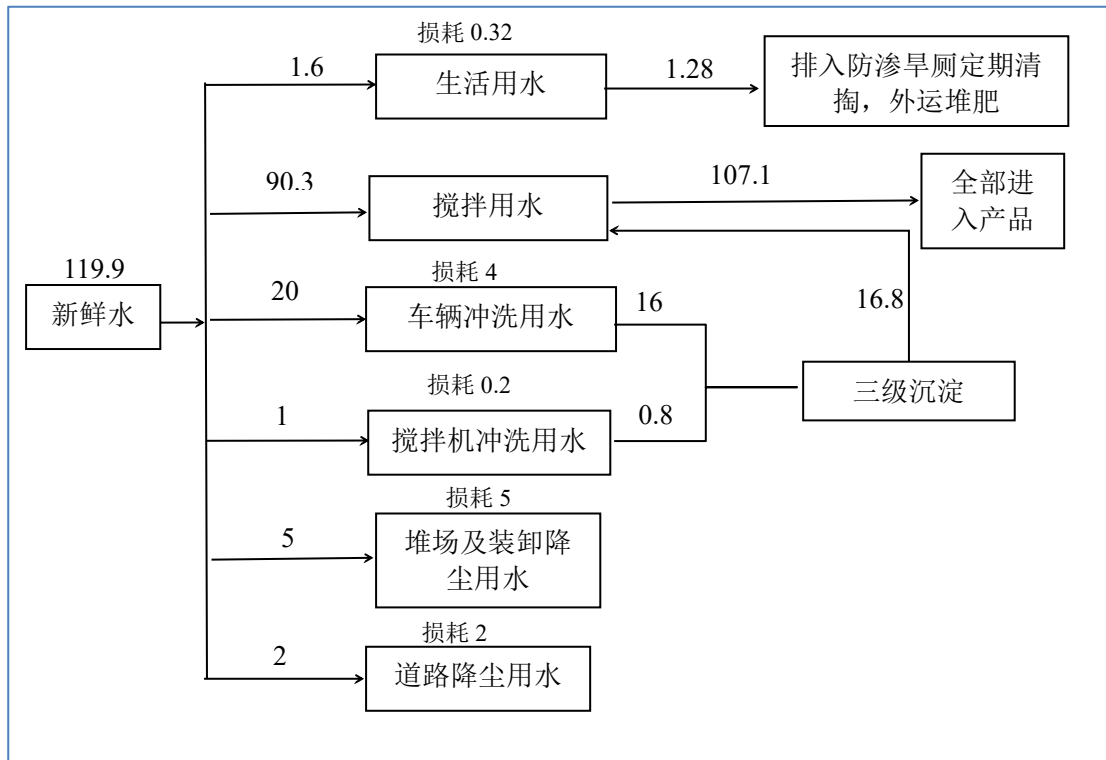 损耗 0.32
1.6
生活用水
1.28
排入防渗旱厕定期清
掏，外运堆肥
90.3
搅拌用水
107.1
全部进
入产品
119.9
新鲜水
损耗 4
20
车辆冲洗用水
16
16.8
三级沉淀
损耗 0.2
1
搅拌机冲洗用水
0.8
损耗 5
5
堆场及装卸降
尘用水
损耗 2
2
道路降尘用水